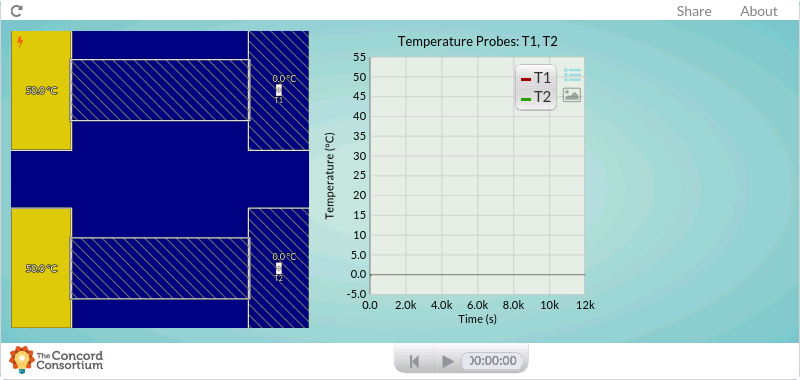 Share
About
50.0 °C
0.0 °C
T1
50.0 °C
0.0 °C
T2
Temperature Probes: T1, T2
Temperature (°C)
55
50
45
40
35
30
25
20
15
10
5.0
0.0
-5.0
T1
T2
0.0 2.0k 4.0k 6.0k 8.0k 10k 12k
Time (s)
The Concord
Consortium
00:00:00